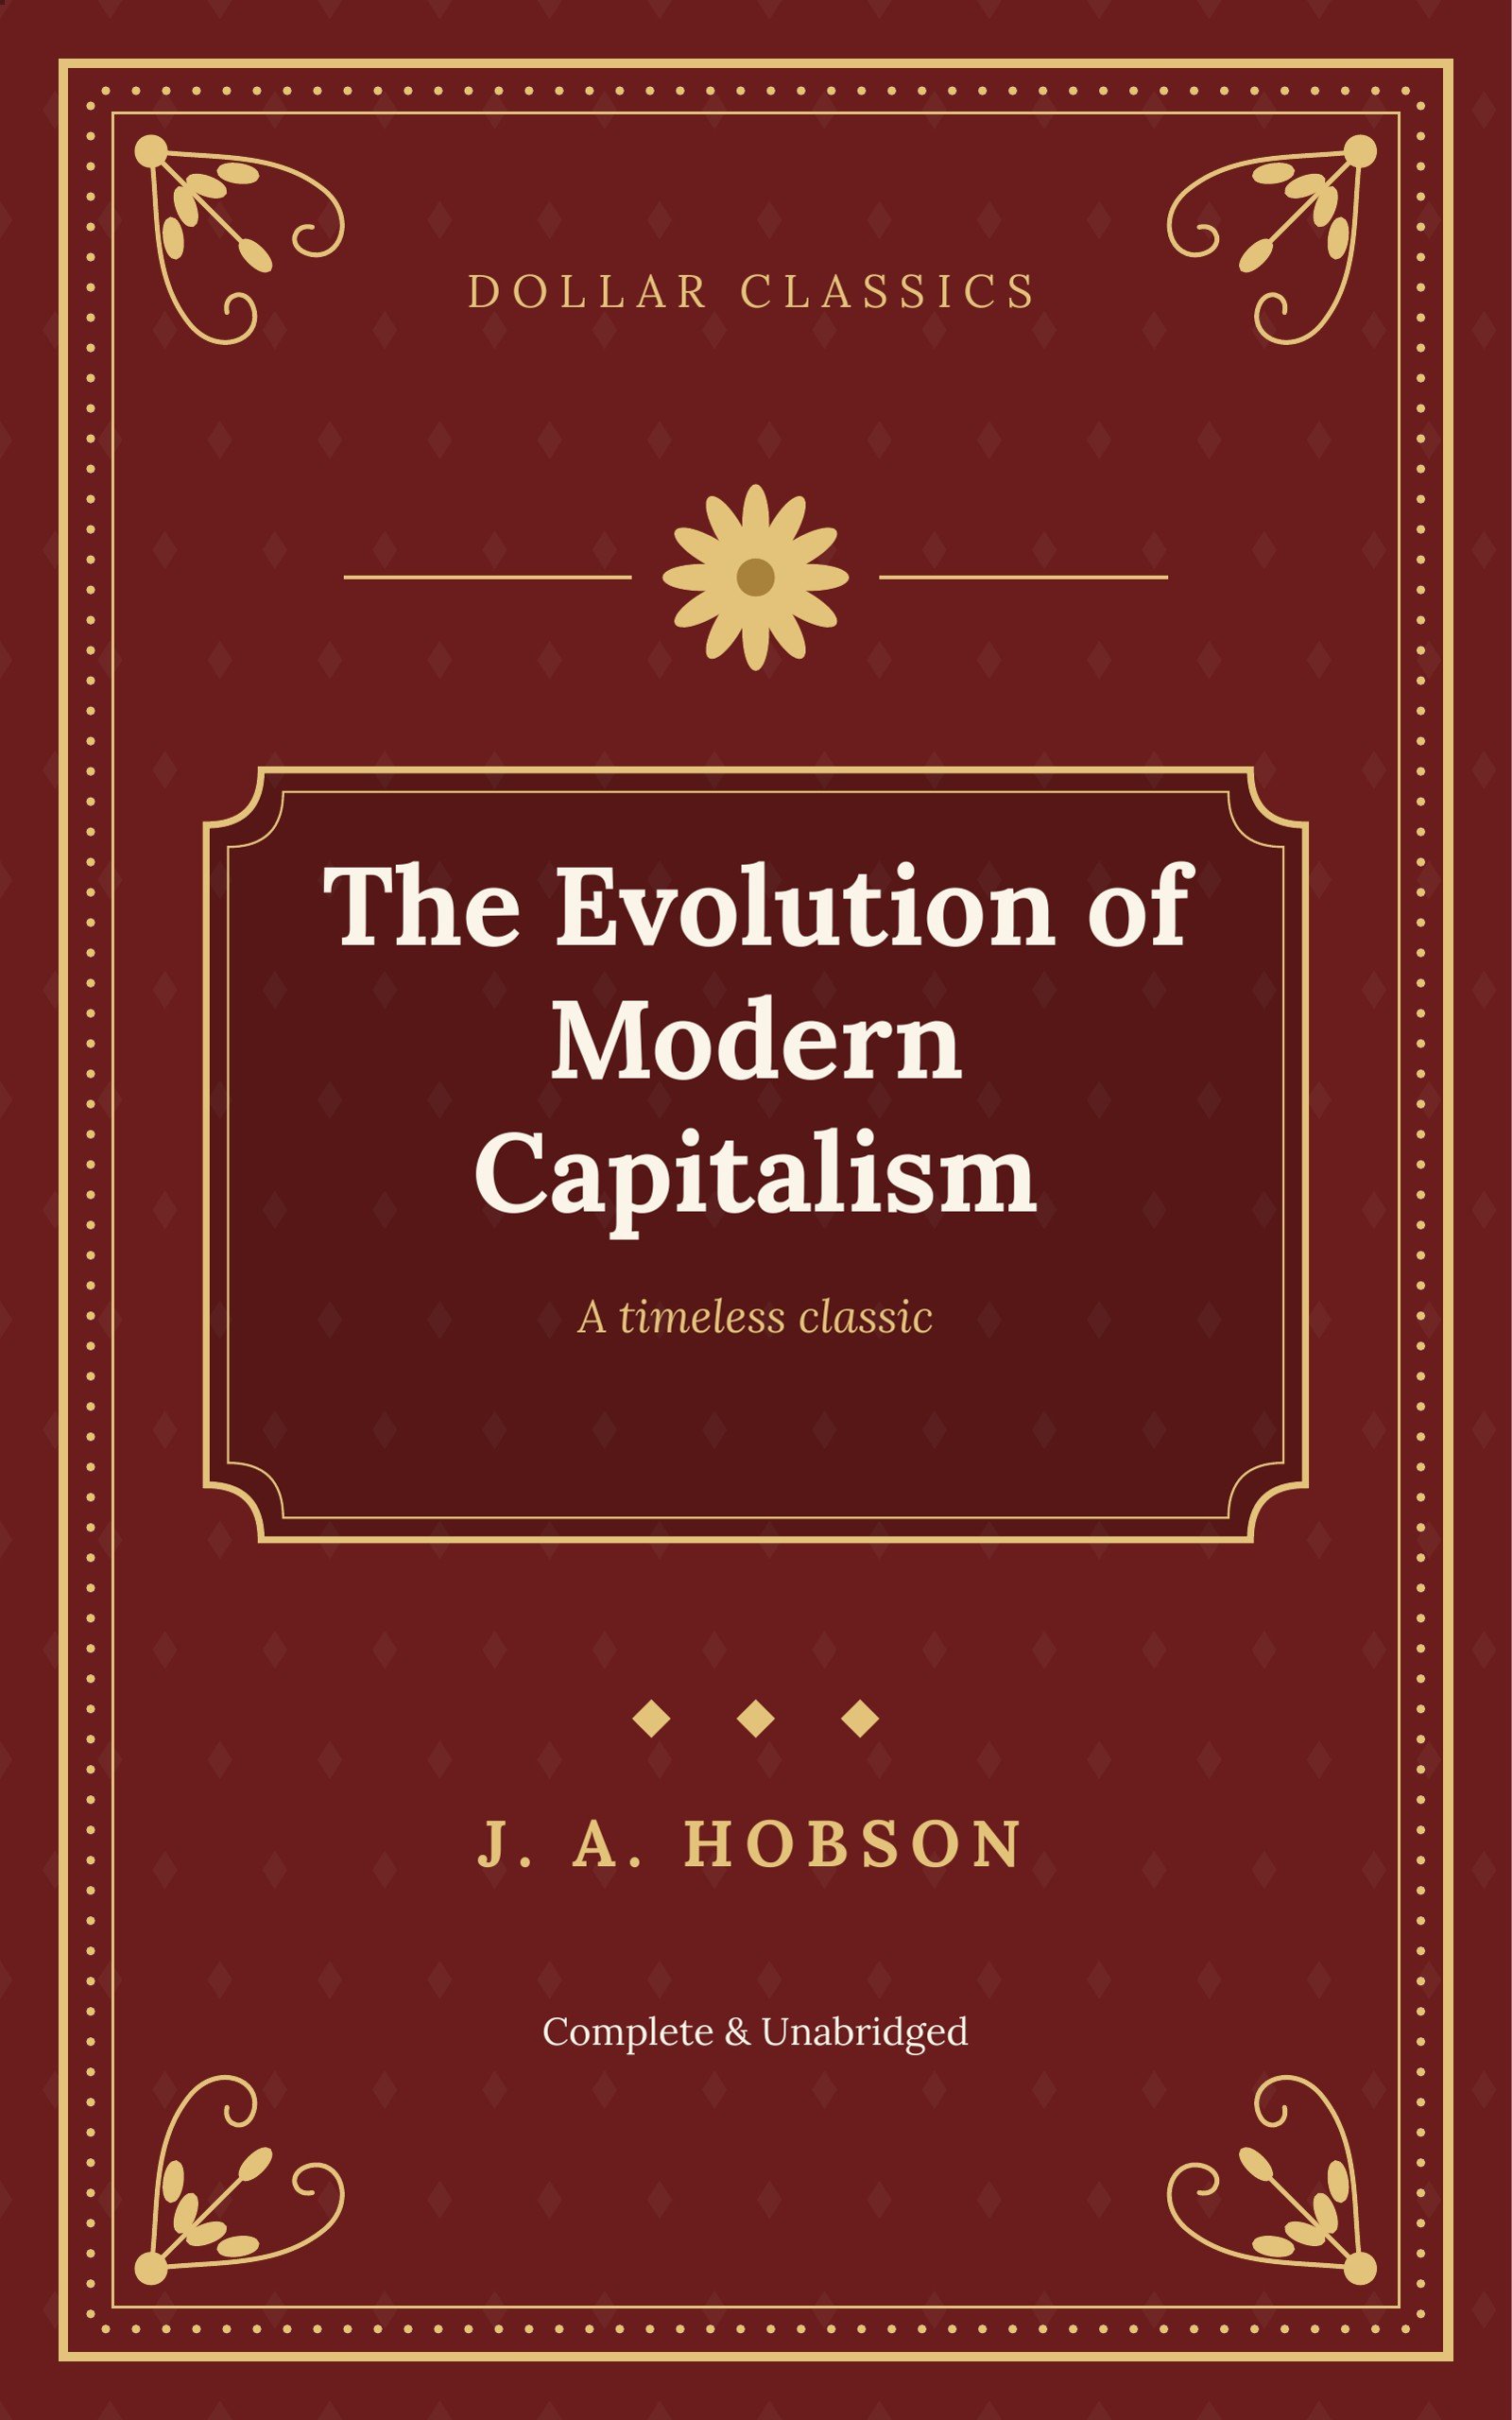 DOLLAR CLASSICS
The Evolution of
Modern
Capitalism
A timeless classic
J. A. HOBSON
Complete & Unabridged